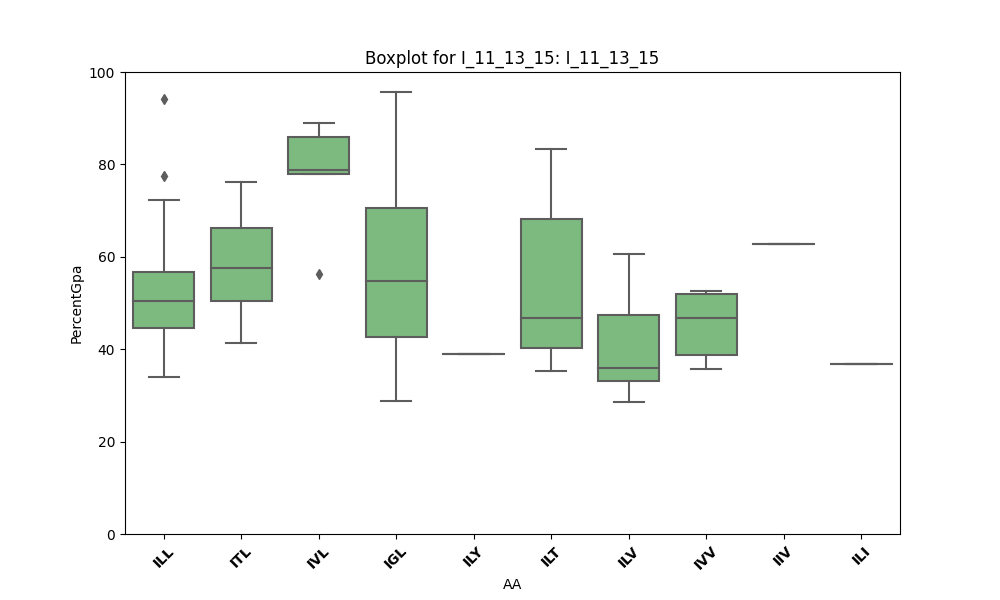 Boxplot for I_11_13_15: I_11_13_15
PercentGpa
100
80
60
40
20
0
ILL
ITL
IVL
IGL
ILY
ILT
ILV
IVV
IIV
ILI
AA